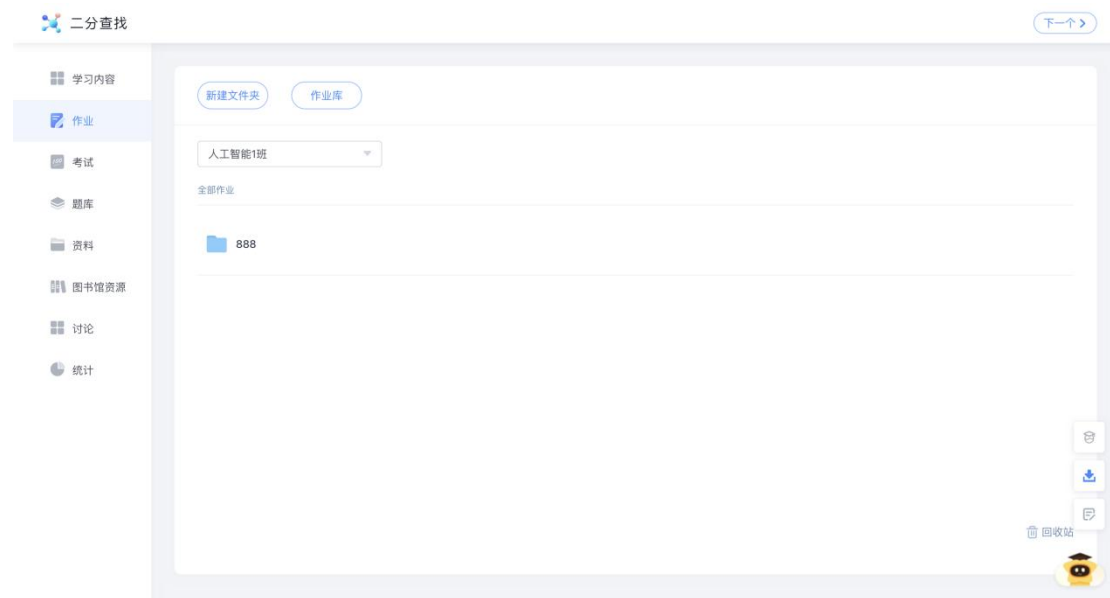 二分查找
下一个
学习内容
作业
考试
题库
资料
图书馆资源
讨论
统计
新建文件夹
作业库
人工智能1班
全部作业
888
回收站